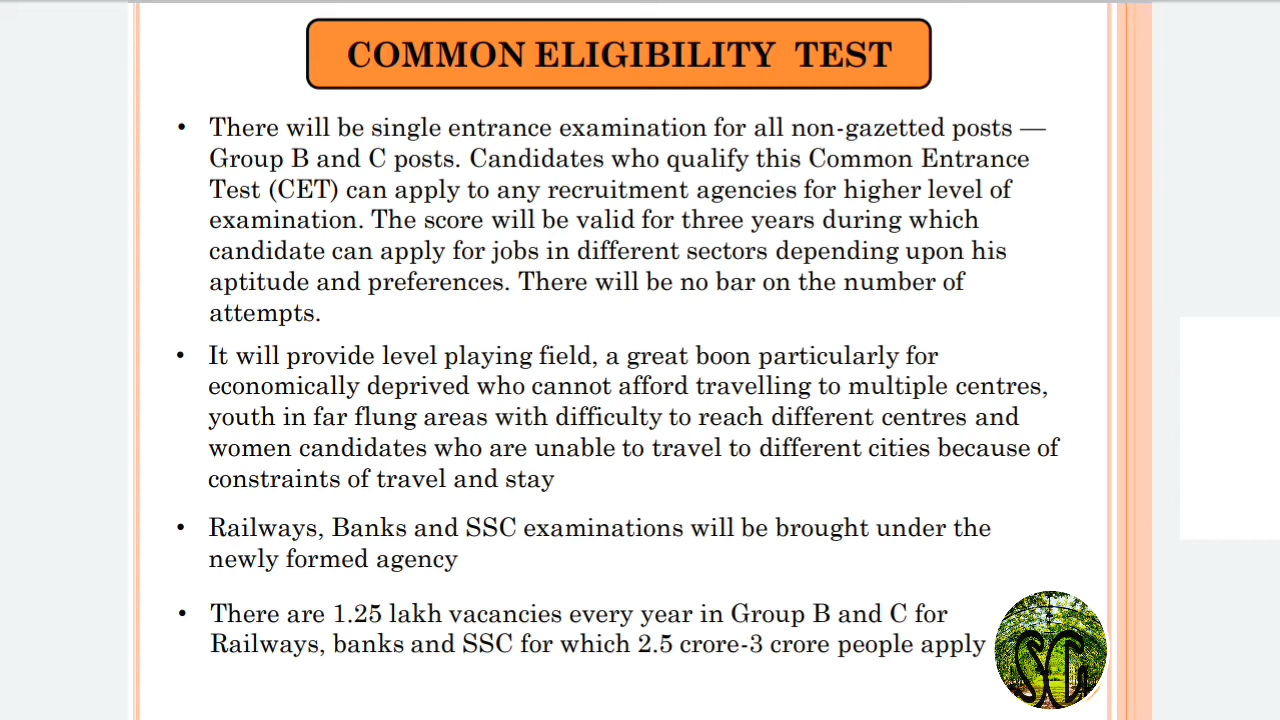 COMMON ELIGIBILITY TEST
• There will be single entrance examination for all non-gazetted posts —
Group B and C posts. Candidates who qualify this Common Entrance
Test (CET) can apply to any recruitment agencies for higher level of
examination. The score will be valid for three years during which
candidate can apply for jobs in different sectors depending upon his
aptitude and preferences. There will be no bar on the number of
attempts.
• It will provide level playing field, a great boon particularly for
economically deprived who cannot afford travelling to multiple centres,
youth in far flung areas with difficulty to reach different centres and
women candidates who are unable to travel to different cities because of
constraints of travel and stay
• Railways, Banks and SSC examinations will be brought under the
newly formed agency
• There are 1.25 lakh vacancies every year in Group B and C for
Railways, banks and SSC for which 2.5 crore-3 crore people apply